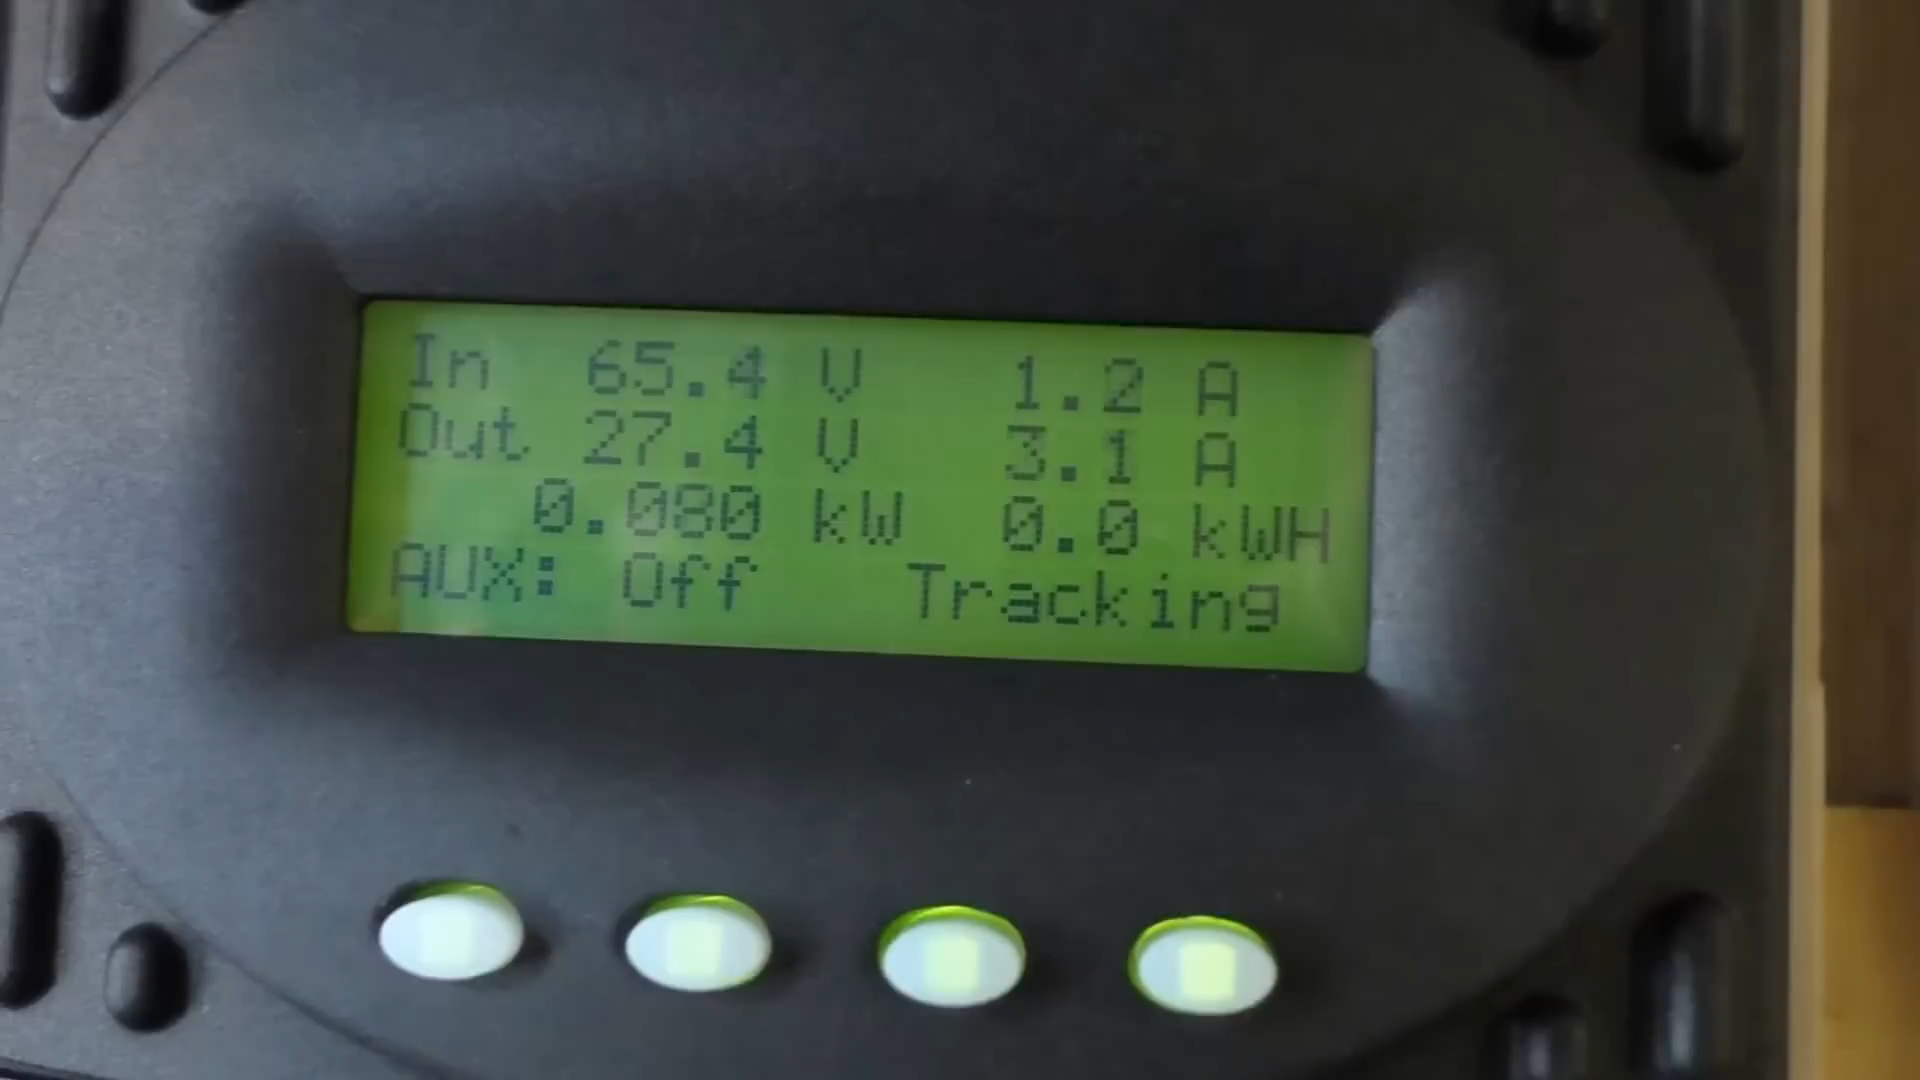 In 65.4 V 1.2 A
Out 27.4 V 3.1 A
0.080 kW 0.0 kWH
AUX: Off Tracking